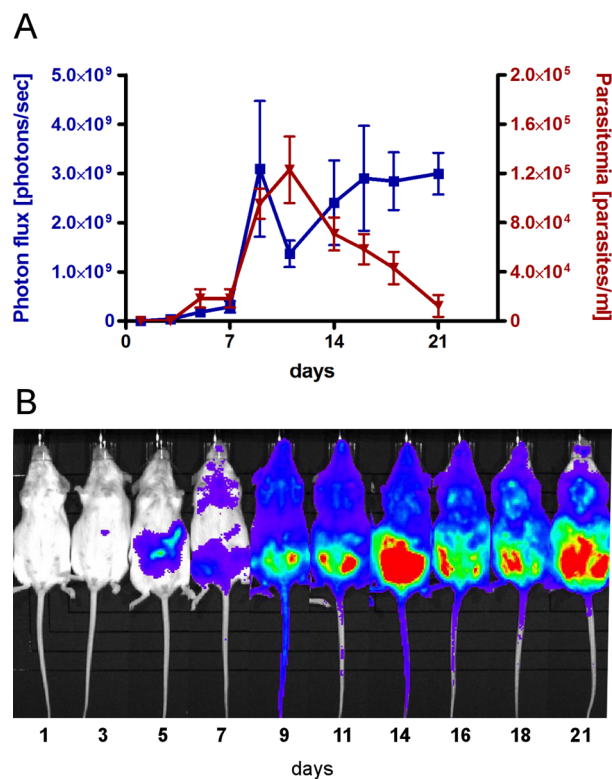 A
Photon flux [photons/sec]
5.0×10⁹
4.0×10⁹
3.0×10⁹
2.0×10⁹
1.0×10⁹
0
2.0×10⁵
1.6×10⁵
1.2×10⁵
8.0×10⁴
4.0×10⁴
0
Parasitemia [parasites/ml]
0 7 14 21
days
B
1 3 5 7 9 11 14 16 18 21
days